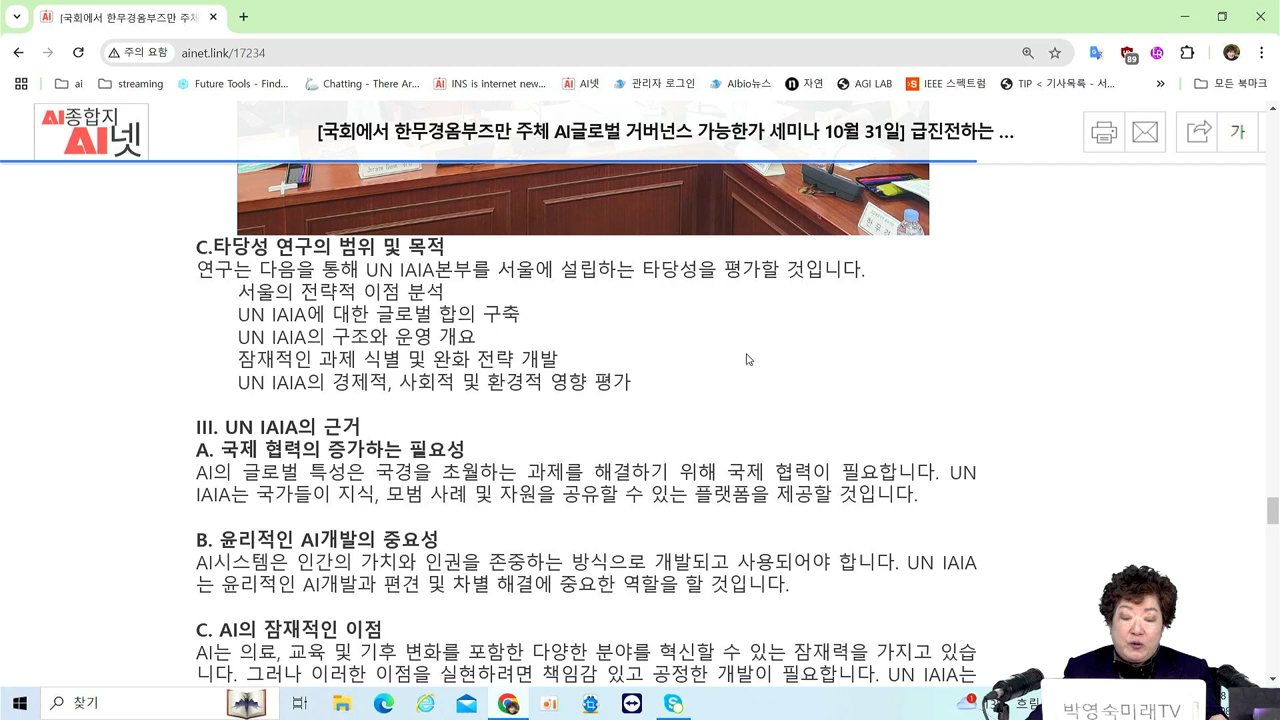 [국회에서 한무경옴부즈만 주체
주의 요함
ainet.link/17234
89
ai
streaming
Future Tools - Find...
Chatting - There Ar...
INS is internet new...
AI넷
관리자 로그인
AIbio뉴스
자연
AGI LAB
IEEE 스펙트럼
TIP < 기사목록 - 서...
모든 북마크
AI종합지
AI넷
[국회에서 한무경옴부즈만 주체 AI글로벌 거버넌스 가능한가 세미나 10월 31일] 급진전하는 ...
가
C.타당성 연구의 범위 및 목적
연구는 다음을 통해 UN IAIA본부를 서울에 설립하는 타당성을 평가할 것입니다.
서울의 전략적 이점 분석
UN IAIA에 대한 글로벌 합의 구축
UN IAIA의 구조와 운영 개요
잠재적인 과제 식별 및 완화 전략 개발
UN IAIA의 경제적, 사회적 및 환경적 영향 평가
III. UN IAIA의 근거
A. 국제 협력의 증가하는 필요성
AI의 글로벌 특성은 국경을 초월하는 과제를 해결하기 위해 국제 협력이 필요합니다. UN
IAIA는 국가들이 지식, 모범 사례 및 자원을 공유할 수 있는 플랫폼을 제공할 것입니다.
B. 윤리적인 AI개발의 중요성
AI시스템은 인간의 가치와 인권을 존중하는 방식으로 개발되고 사용되어야 합니다. UN IAIA
는 윤리적인 AI개발과 편견 및 차별 해결에 중요한 역할을 할 것입니다.
C. AI의 잠재적인 이점
AI는 의료, 교육 및 기후 변화를 포함한 다양한 분야를 혁신할 수 있는 잠재력을 가지고 있습
니다. 그러나 이러한 이점을 실현하려면 책임감 있고 공정한 개발이 필요합니다. UN IAIA는
찾기
박영숙미래TV